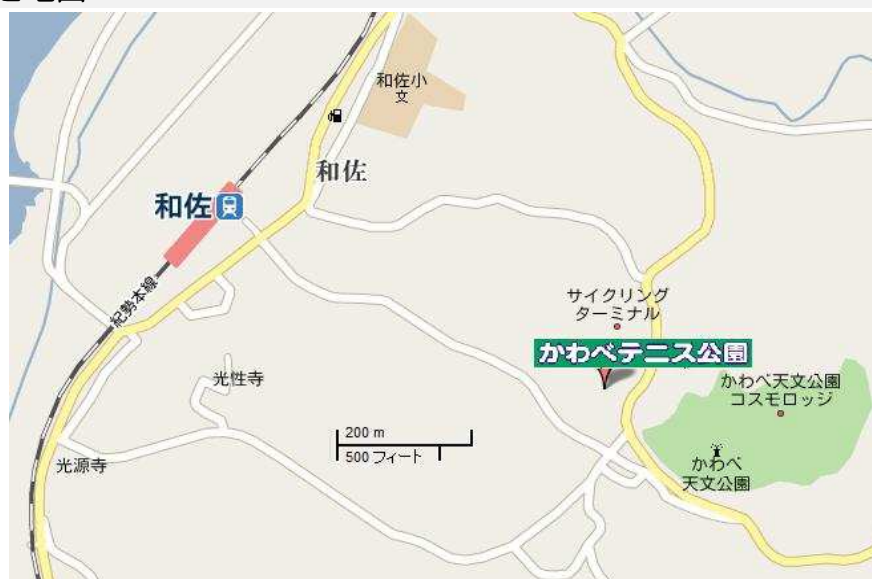 和佐小
文
和佐
和佐
紀勢本線
サイクリング
ターミナル
かわべテニス公園
光性寺
かわべ天文公園
コスモロッジ
200 m
500 フィート
光源寺
かわべ
天文公園